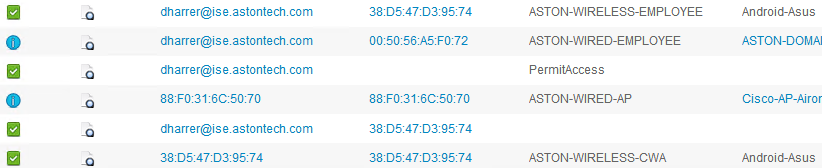 dharrer@ise.astontech.com 38:D5:47:D3:95:74 ASTON-WIRELESS-EMPLOYEE Android-Asus
dharrer@ise.astontech.com 00:50:56:A5:F0:72 ASTON-WIRED-EMPLOYEE ASTON-DOMA
dharrer@ise.astontech.com PermitAccess
88:F0:31:6C:50:70 88:F0:31:6C:50:70 ASTON-WIRED-AP Cisco-AP-Airon
dharrer@ise.astontech.com 38:D5:47:D3:95:74
38:D5:47:D3:95:74 38:D5:47:D3:95:74 ASTON-WIRELESS-CWA Android-Asus